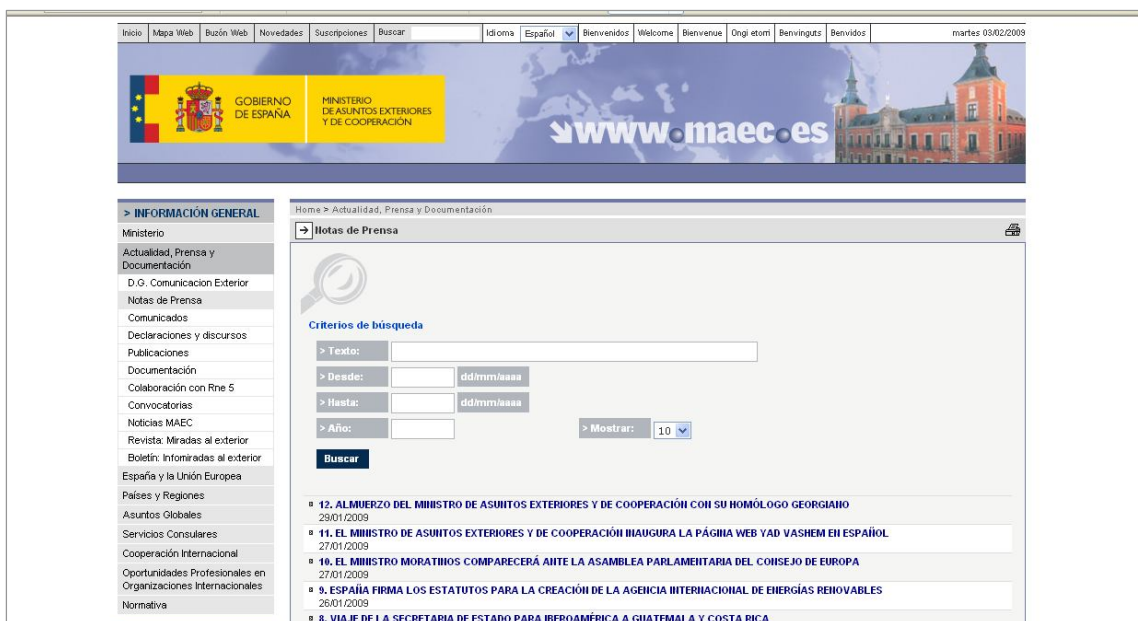 Inicio Mapa Web Buzón Web Novedades Suscripciones Buscar Idioma Español Bienvenidos Welcome Bienvenue Ongi etorri Benvinguts Benvidos martes 03/02/2009
GOBIERNO
DE ESPAÑA
MINISTERIO
DE ASUNTOS EXTERIORES
Y DE COOPERACIÓN
www.maec.es
> INFORMACIÓN GENERAL
Ministerio
Actualidad, Prensa y
Documentación
D.G. Comunicacion Exterior
Notas de Prensa
Comunicados
Declaraciones y discursos
Publicaciones
Documentación
Colaboración con Rne 5
Convocatorias
Noticias MAEC
Revista: Miradas al exterior
Boletín: Infomiradas al exterior
España y la Unión Europea
Países y Regiones
Asuntos Globales
Servicios Consulares
Cooperación Internacional
Oportunidades Profesionales en
Organizaciones Internacionales
Normativa
Home > Actualidad, Prensa y Documentación
Notas de Prensa
Criterios de búsqueda
> Texto:
> Desde: dd/mm/aaaa
> Hasta: dd/mm/aaaa
> Año: > Mostrar: 10
Buscar
12. ALMUERZO DEL MINISTRO DE ASUNTOS EXTERIORES Y DE COOPERACIÓN CON SU HOMÓLOGO GEORGIANO
29/01/2009
11. EL MINISTRO DE ASUNTOS EXTERIORES Y DE COOPERACIÓN INAUGURA LA PÁGINA WEB YAD VASHEM EN ESPAÑOL
27/01/2009
10. EL MINISTRO MORATINOS COMPARECERÁ ANTE LA ASAMBLEA PARLAMENTARIA DEL CONSEJO DE EUROPA
27/01/2009
9. ESPAÑA FIRMA LOS ESTATUTOS PARA LA CREACIÓN DE LA AGENCIA INTERNACIONAL DE ENERGÍAS RENOVABLES
26/01/2009
8. VIAJE DE LA SECRETARIA DE ESTADO PARA IBEROAMÉRICA A GUATEMALA Y COSTA RICA